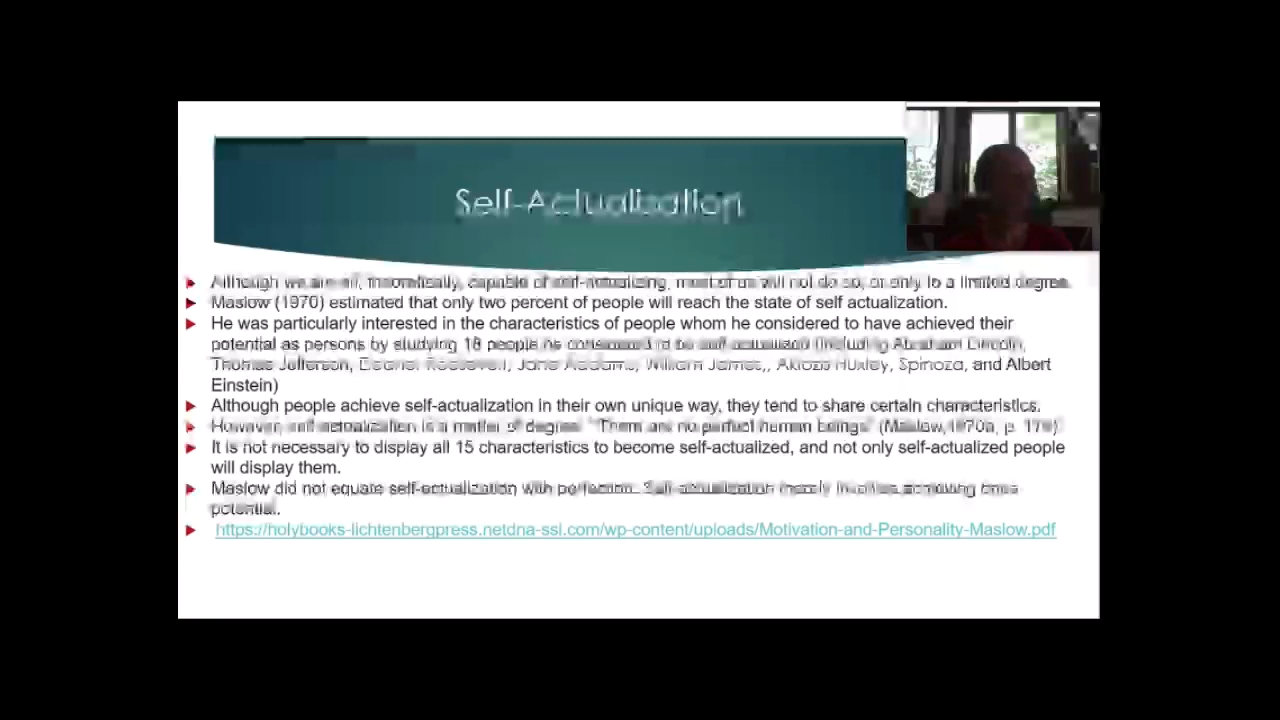 Self-Actualisation
Although we are all, theoretically, capable of self-actualizing, most of us will not do so, or only to a limited degree.
Maslow (1970) estimated that only two percent of people will reach the state of self actualization.
He was particularly interested in the characteristics of people whom he considered to have achieved their
potential as persons by studying 18 people he considered to be self-actualized (including Abraham Lincoln,
Thomas Jefferson, Eleanor Roosevelt, Jane Addams, William James,, Aldous Huxley, Spinoza, and Albert
Einstein)
Although people achieve self-actualization in their own unique way, they tend to share certain characteristics.
However, self-actualization is a matter of degree, "There are no perfect human beings" (Maslow,1970a, p.
It is not necessary to display all 15 characteristics to become self-actualized, and not only self-actualized people
will display them.
Maslow did not equate self-actualization with perfection. Self-actualization merely involves achieving ones
potential.
https://holybooks-lichtenbergpress.netdna-ssl.com/wp-content/uploads/Motivation-and-Personality-Maslow.pdf